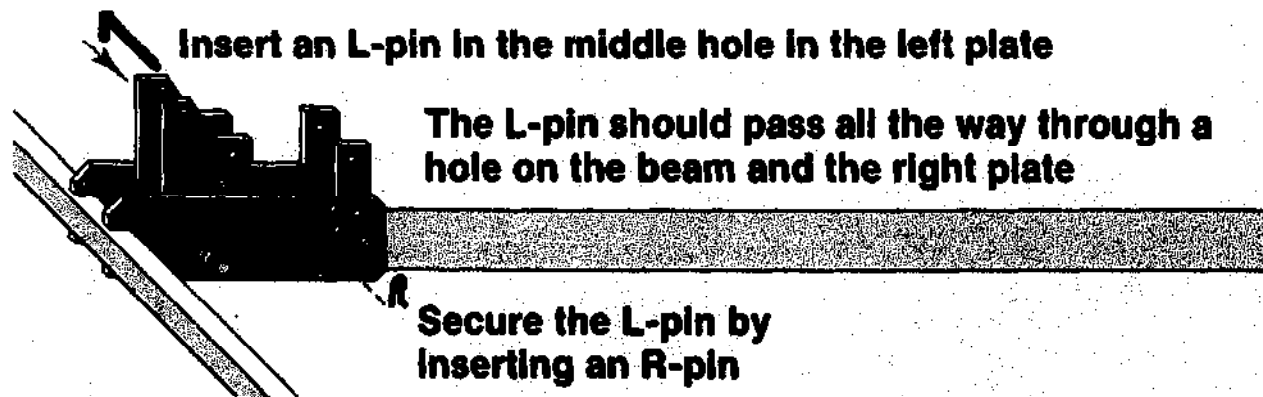 Insert an L-pin in the middle hole in the left plate
The L-pin should pass all the way through a
hole on the beam and the right plate
Secure the L-pin by
inserting an R-pin